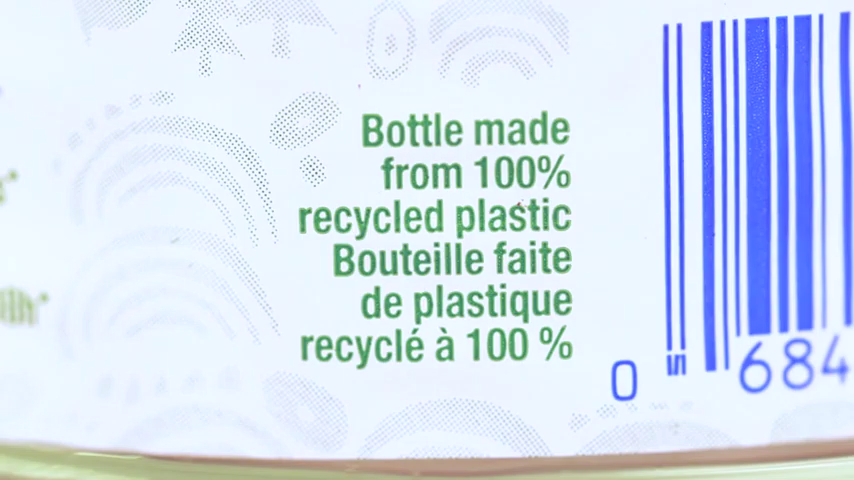 Bottle made
from 100%
recycled plastic
Bouteille faite
de plastique
recyclé à 100 %
0 684